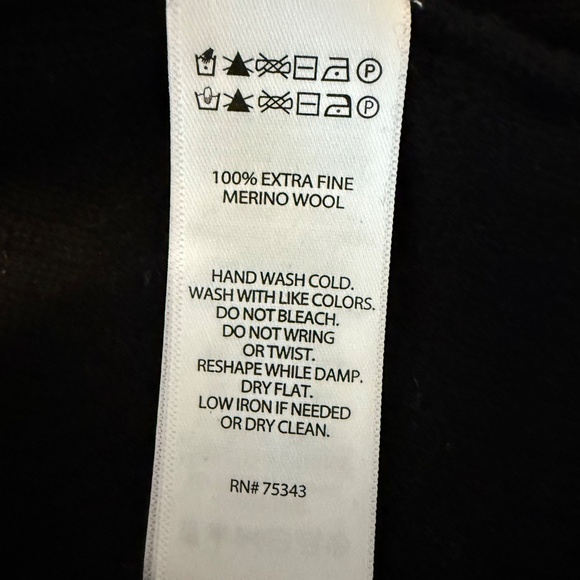 P
P
100% EXTRA FINE
MERINO WOOL
HAND WASH COLD.
WASH WITH LIKE COLORS.
DO NOT BLEACH.
DO NOT WRING
OR TWIST.
RESHAPE WHILE DAMP.
DRY FLAT.
LOW IRON IF NEEDED
OR DRY CLEAN.
RN# 75343